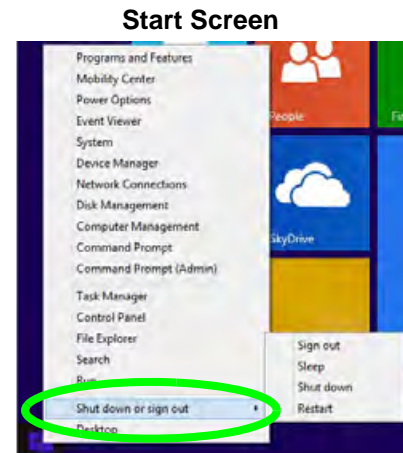 Start Screen
Programs and Features
Mobility Center
Power Options
Event Viewer
System
Device Manager
Network Connections
Disk Management
Computer Management
Command Prompt
Command Prompt (Admin)
Task Manager
Control Panel
File Explorer
Search
Run
Shut down or sign out
Desktop
Sign out
Sleep
Shut down
Restart
People
SkyDrive